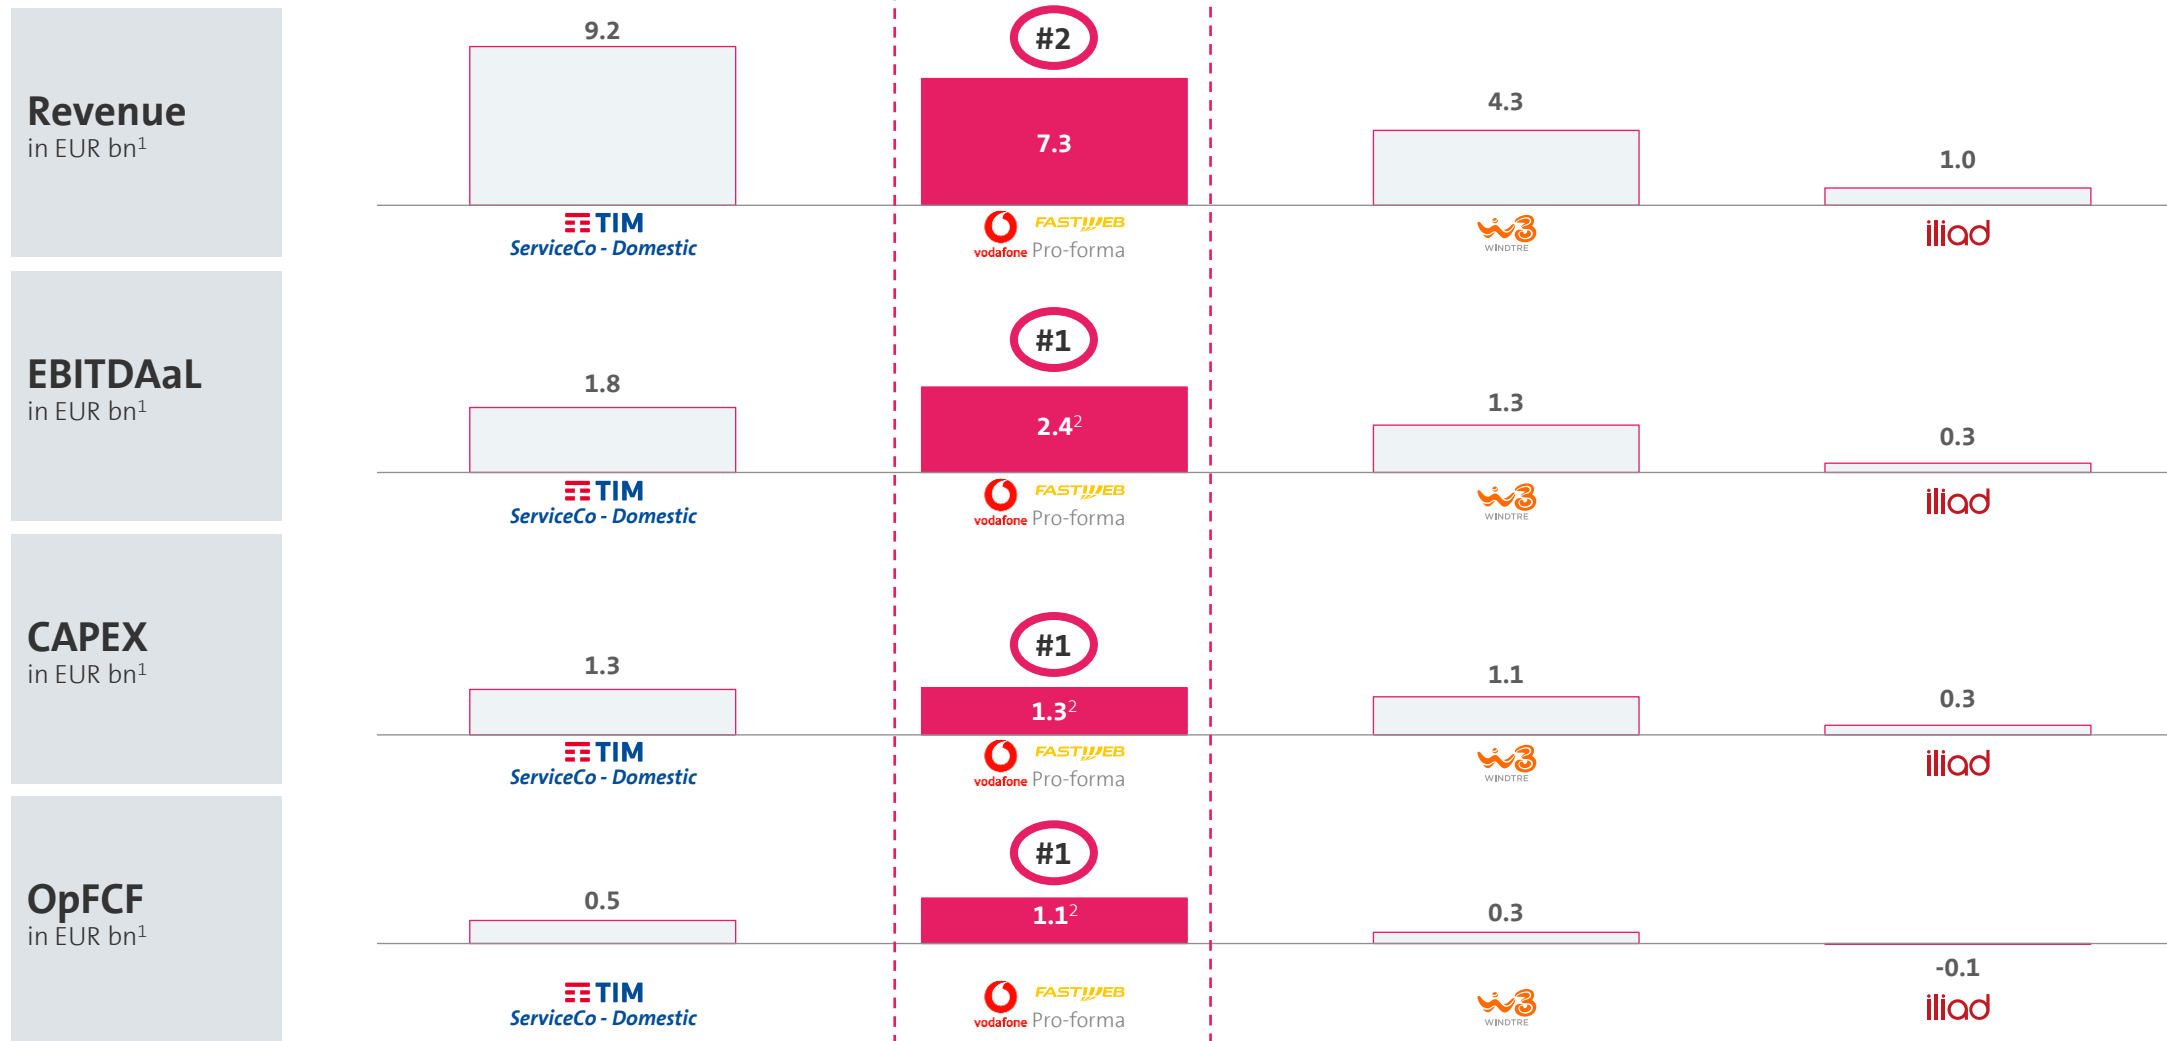 Revenue
in EUR bn¹
9.2
#2
7.3
4.3
1.0
TIM
ServiceCo - Domestic
vodafone
FASTWEB
Pro-forma
W3
WINDTRE
iliad
EBITDAaL
in EUR bn¹
1.8
#1
2.4²
1.3
0.3
TIM
ServiceCo - Domestic
vodafone
FASTWEB
Pro-forma
W3
WINDTRE
iliad
CAPEX
in EUR bn¹
1.3
#1
1.3²
1.1
0.3
TIM
ServiceCo - Domestic
vodafone
FASTWEB
Pro-forma
W3
WINDTRE
iliad
OpFCF
in EUR bn¹
0.5
#1
1.1²
0.3
-0.1
TIM
ServiceCo - Domestic
vodafone
FASTWEB
Pro-forma
W3
WINDTRE
iliad